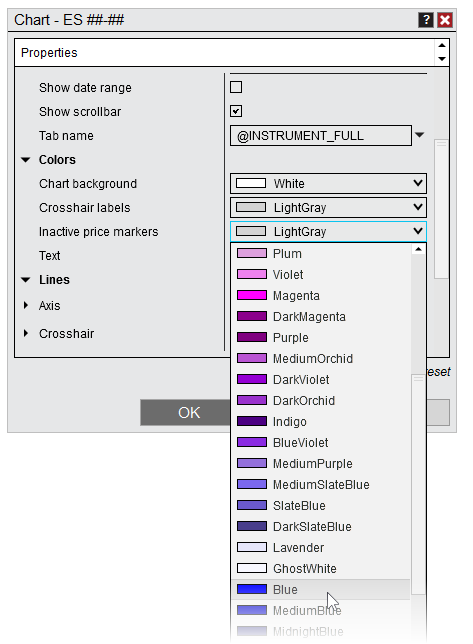 Chart - ES ##-##
Properties
Show date range
Show scrollbar
Tab name @INSTRUMENT_FULL
Colors
Chart background White
Crosshair labels LightGray
Inactive price markers LightGray
Text
Plum
Violet
Lines
Magenta
Axis
DarkMagenta
Crosshair
Purple
MediumOrchid
DarkViolet
eset
DarkOrchid
OK
Indigo
BlueViolet
MediumPurple
MediumSlateBlue
SlateBlue
DarkSlateBlue
Lavender
GhostWhite
Blue
MediumBlue
MidnightBlue